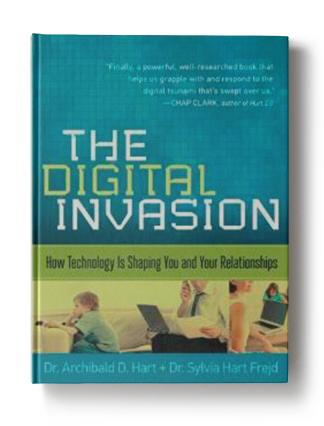 "Finally, a powerful, well-researched book that
helps us grapple with and respond to the
digital tsunami that's swept over us."
—CHAP CLARK, author of Hurt 2.0
THE
DIGITAL
INVASION
How Technology Is Shaping You and Your Relationships
Dr. Archibald D. Hart + Dr. Sylvia Hart Frejd